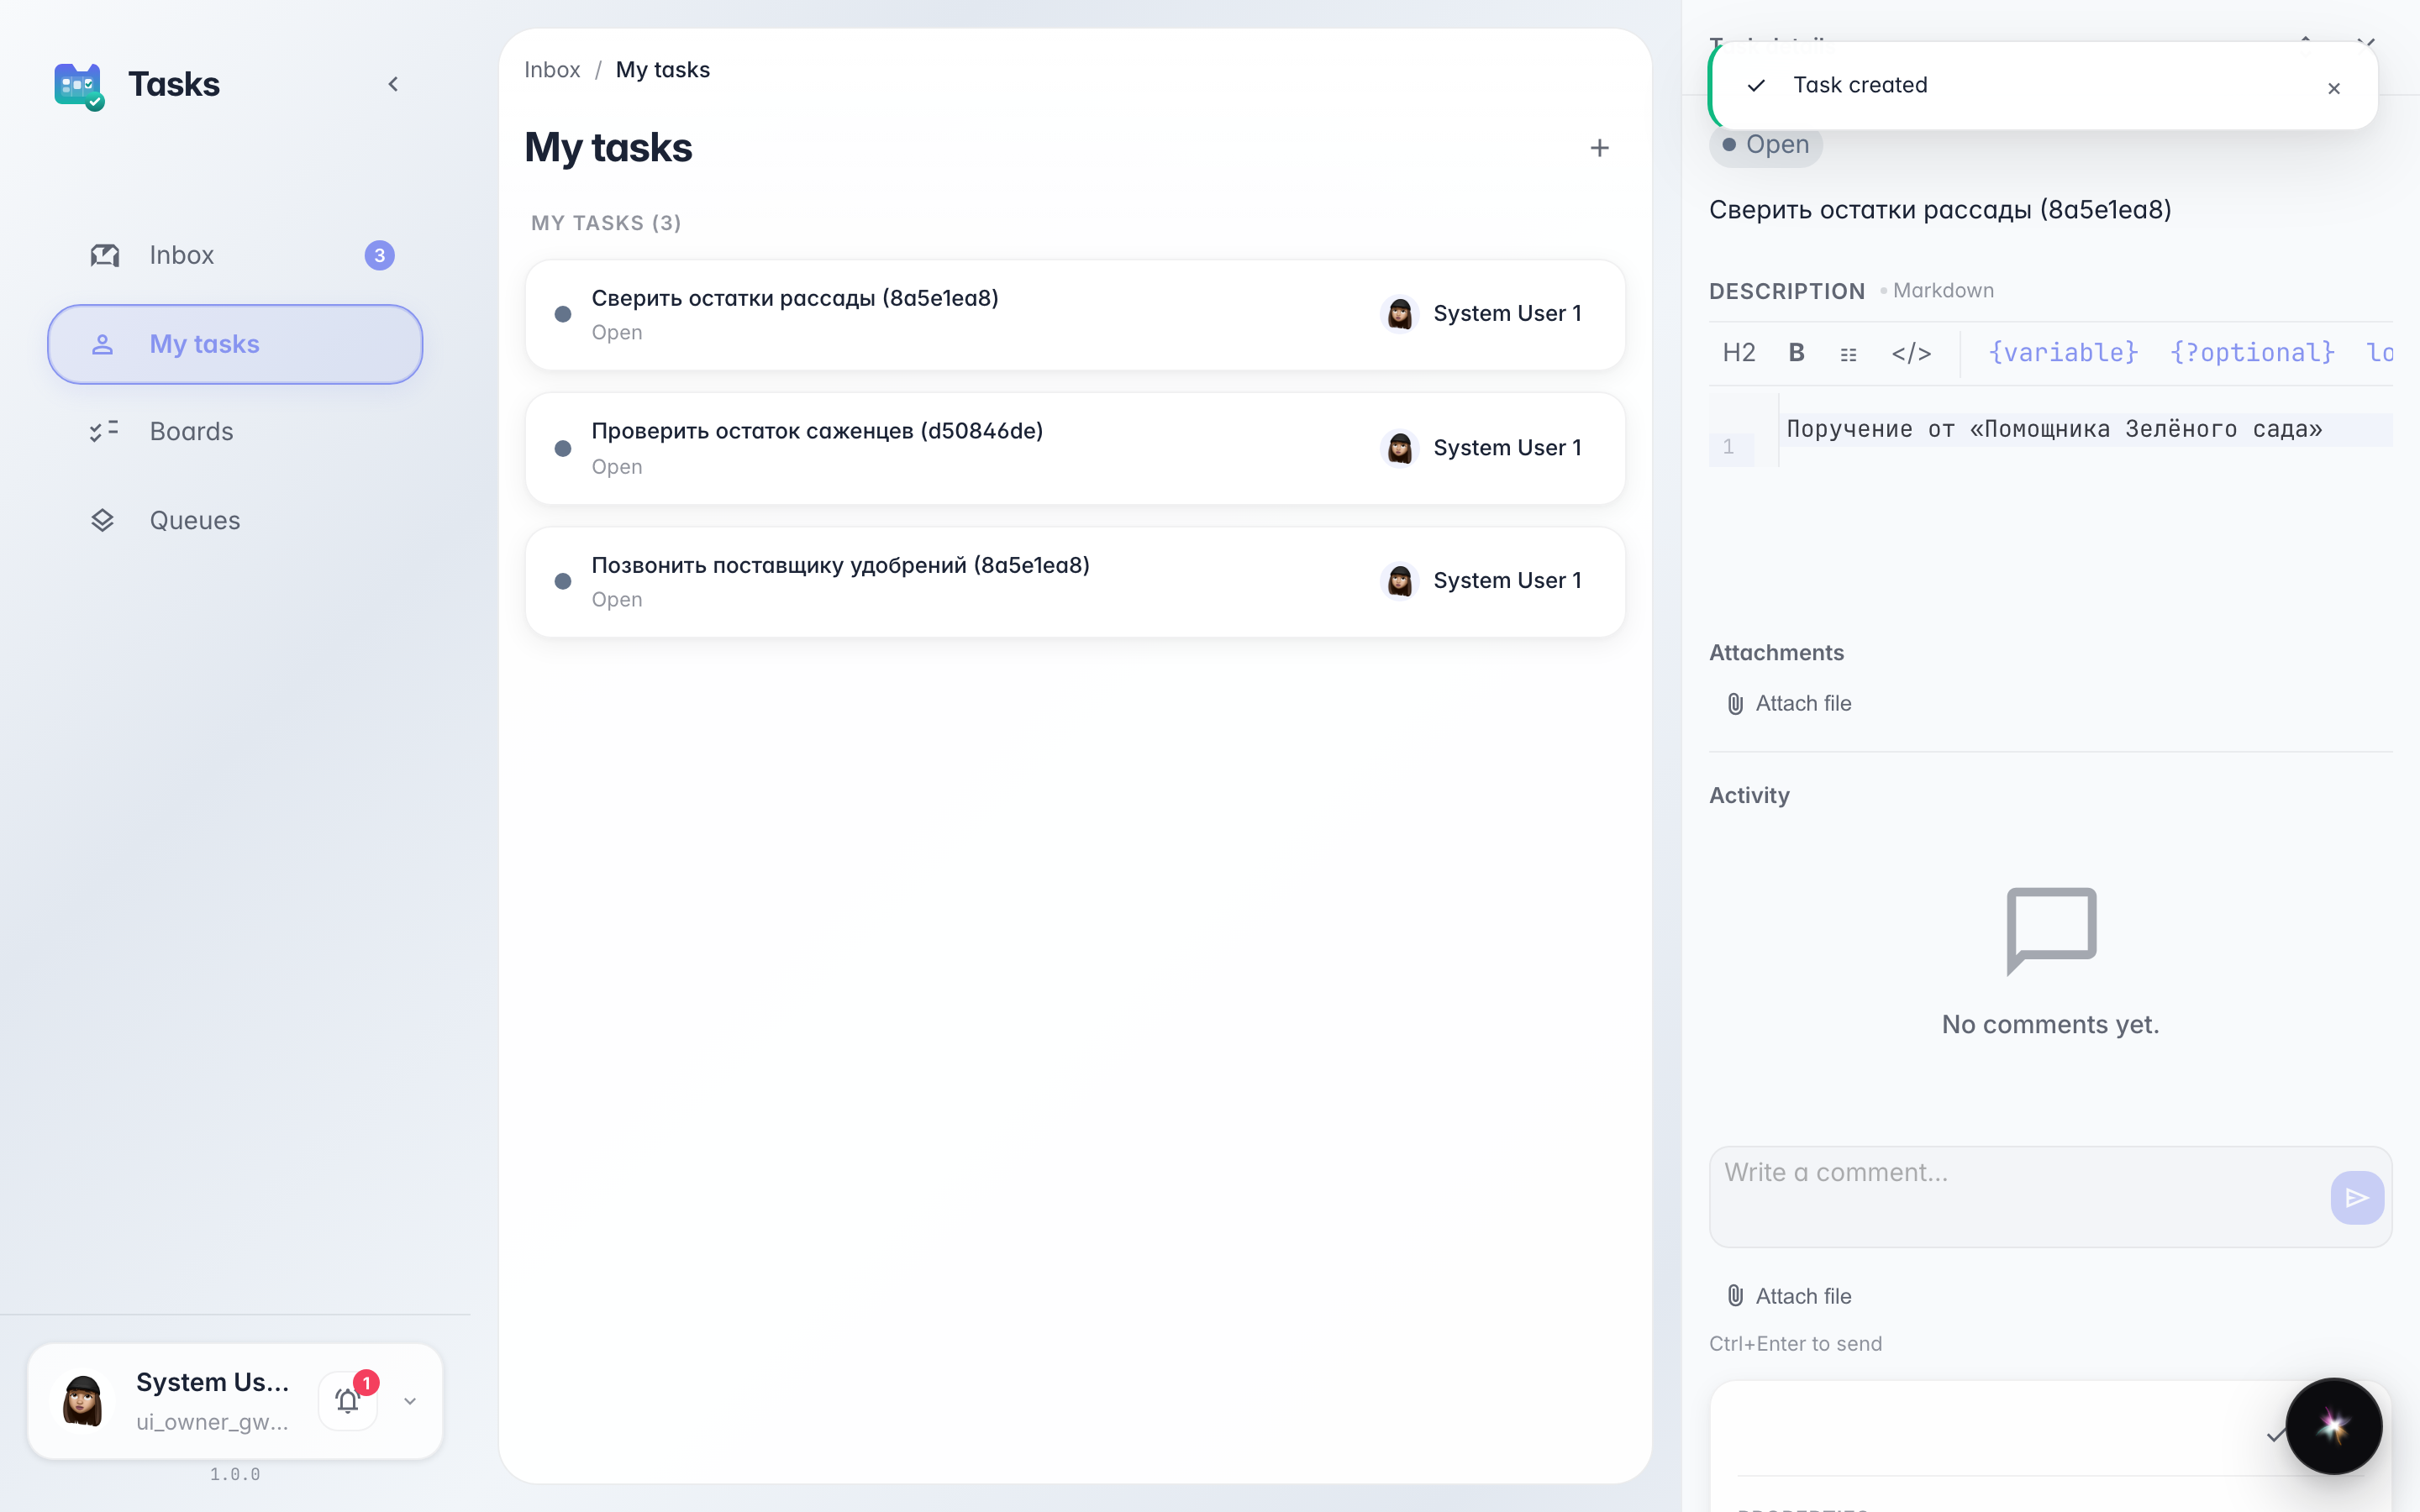 Tasks
Inbox
3
My tasks
Boards
Queues
System Us...
ui_owner_gw...
1
1.0.0
Inbox / My tasks
My tasks
MY TASKS (3)
Сверить остатки рассады (8a5e1ea8)
Open
System User 1
Проверить остаток саженцев (d50846de)
Open
System User 1
Позвонить поставщику удобрений (8a5e1ea8)
Open
System User 1
Task created
Open
Сверить остатки рассады (8a5e1ea8)
DESCRIPTION • Markdown
H2 B </> {variable} {?optional} lo
1 Поручение от «Помощника Зелёного сада»
Attachments
Attach file
Activity
No comments yet.
Write a comment...
Attach file
Ctrl+Enter to send